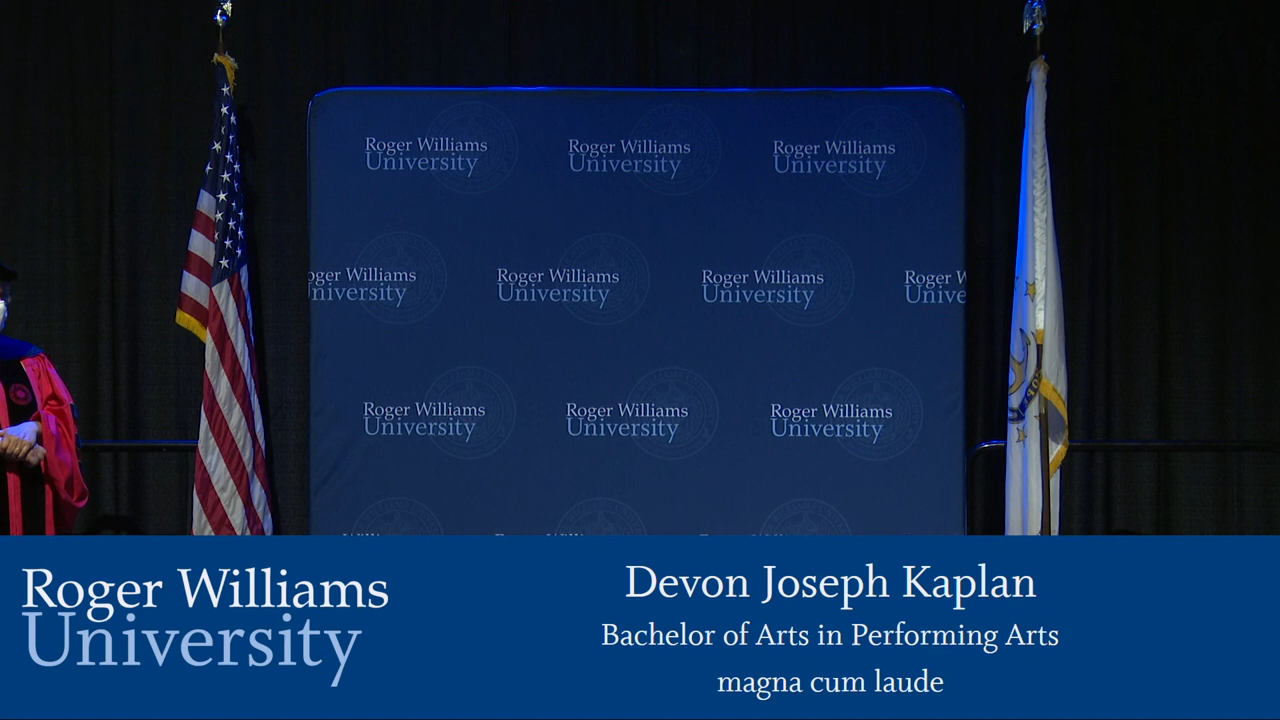 Roger Williams
University
Roger Williams
University
Roger Williams
University
oger Williams
University
Roger Williams
University
Roger Williams
University
Roger W
Unive
Roger Williams
University
Roger Williams
University
Roger Williams
University
Roger Williams
University
Devon Joseph Kaplan
Bachelor of Arts in Performing Arts
magna cum laude